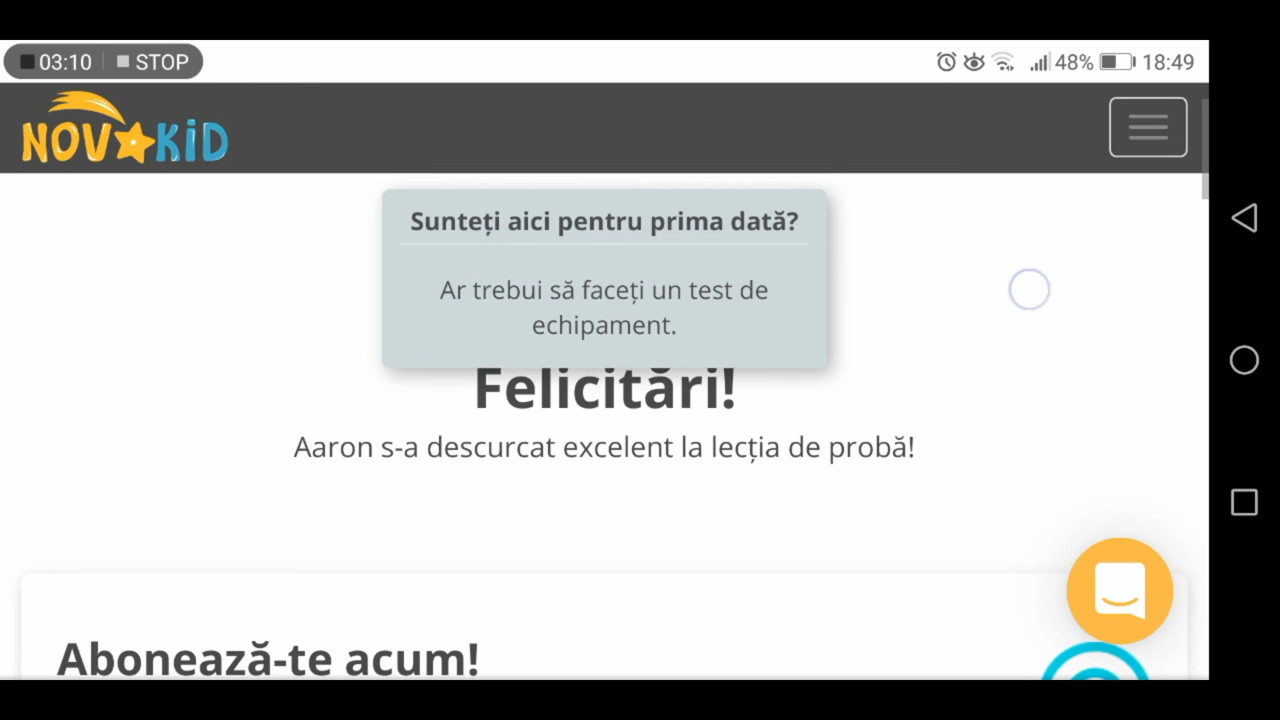 03:10 STOP 48% 18:49
NOVAKiD
Sunteți aici pentru prima dată?
Ar trebui să faceți un test de
echipament.
Felicitări!
Aaron s-a descurcat excelent la lecția de probă!
Abonează-te acum!